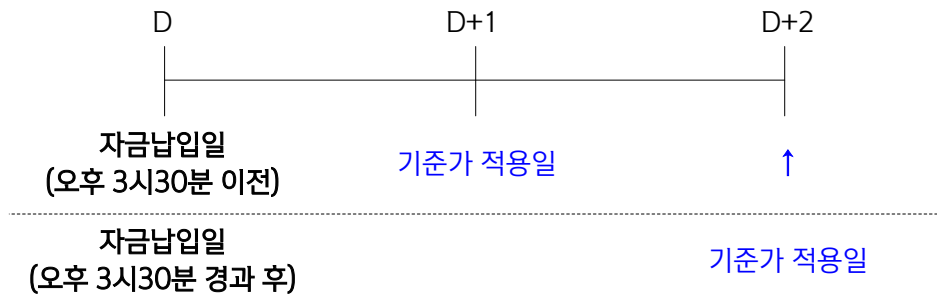 D D+1 D+2
자금납입일
(오후 3시30분 이전)
기준가 적용일
↑
자금납입일
(오후 3시30분 경과 후)
기준가 적용일